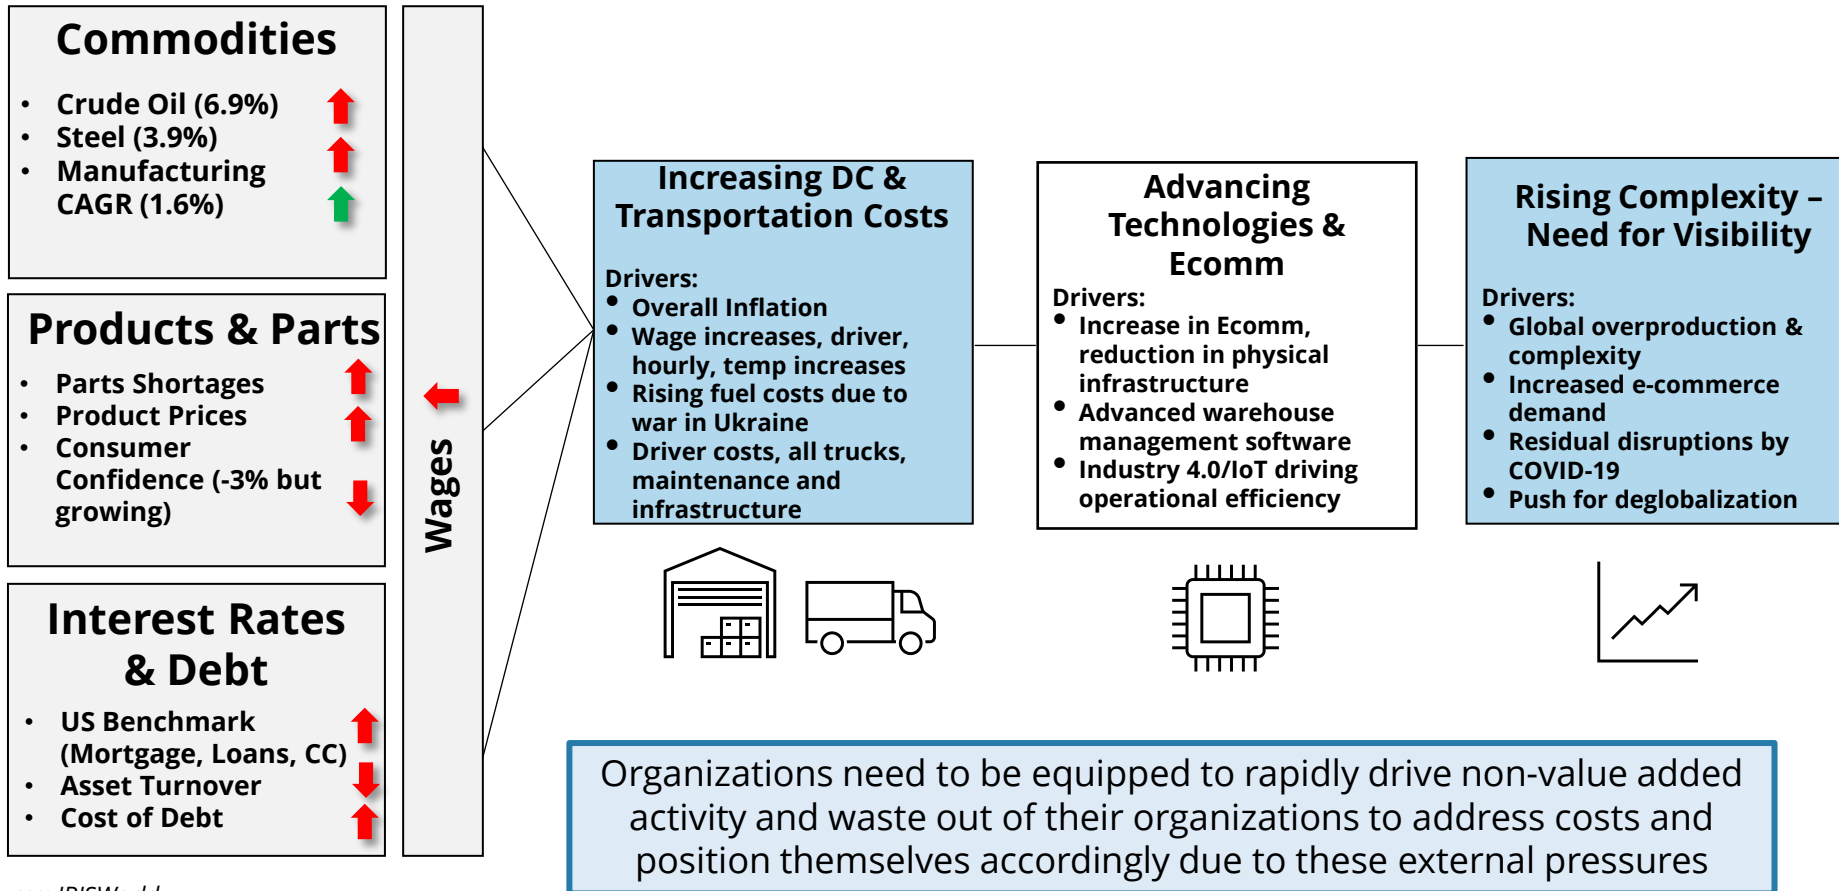 Commodities
• Crude Oil (6.9%)
• Steel (3.9%)
• Manufacturing
CAGR (1.6%)
Products & Parts
• Parts Shortages
• Product Prices
• Consumer
Confidence (-3% but
growing)
Interest Rates
& Debt
• US Benchmark
(Mortgage, Loans, CC)
• Asset Turnover
• Cost of Debt
Wages
Increasing DC &
Transportation Costs
Drivers:
• Overall Inflation
• Wage increases, driver,
hourly, temp increases
• Rising fuel costs due to
war in Ukraine
• Driver costs, all trucks,
maintenance and
infrastructure
Advancing
Technologies &
Ecomm
Drivers:
• Increase in Ecomm,
reduction in physical
infrastructure
• Advanced warehouse
management software
• Industry 4.0/IoT driving
operational efficiency
Rising Complexity –
Need for Visibility
Drivers:
• Global overproduction &
complexity
• Increased e-commerce
demand
• Residual disruptions by
COVID-19
• Push for deglobalization
Organizations need to be equipped to rapidly drive non-value added
activity and waste out of their organizations to address costs and
position themselves accordingly due to these external pressures